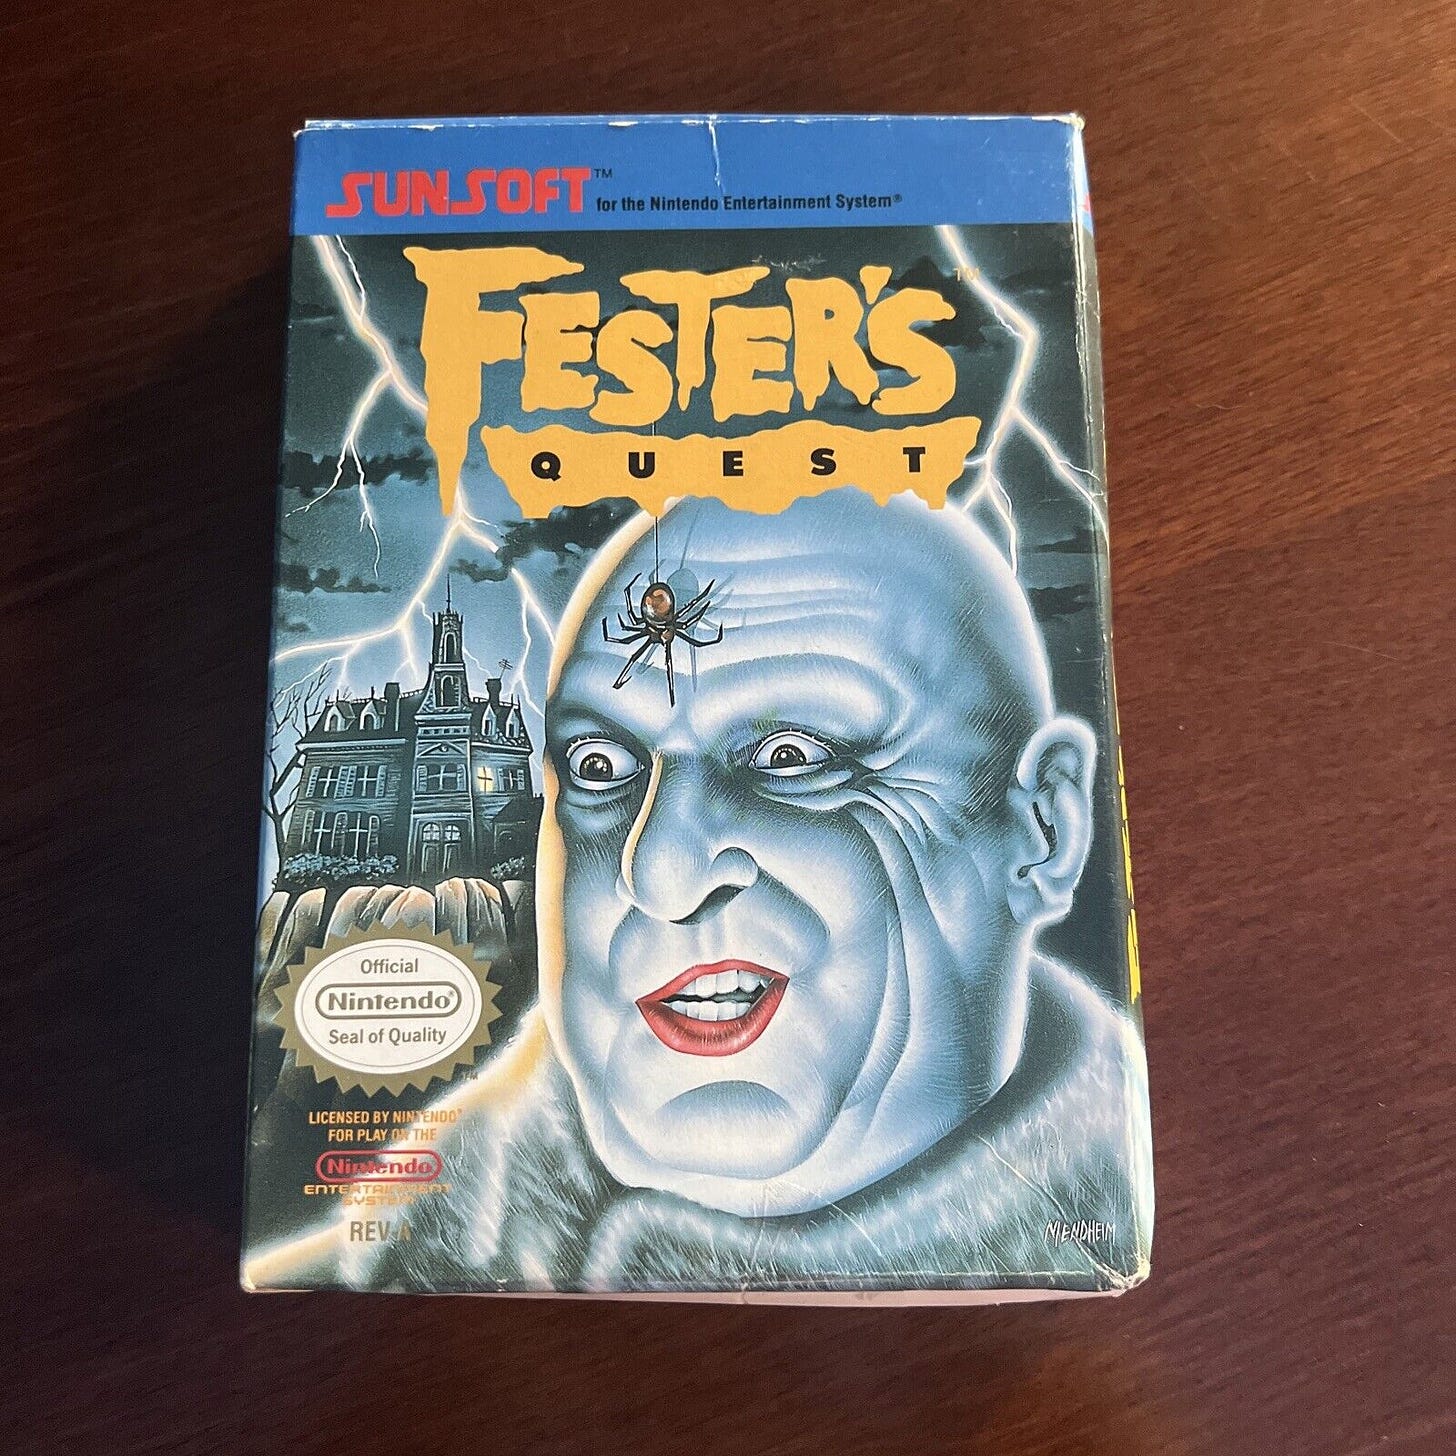 SUNSOFT™ for the Nintendo Entertainment System®
FESTER'S™
QUEST
Official
Nintendo®
Seal of Quality
TM
LICENSED BY NINTENDO®
FOR PLAY ON THE
Nintendo
ENTERTAINMENT
SYSTEM
REV-A
MENDHEIM